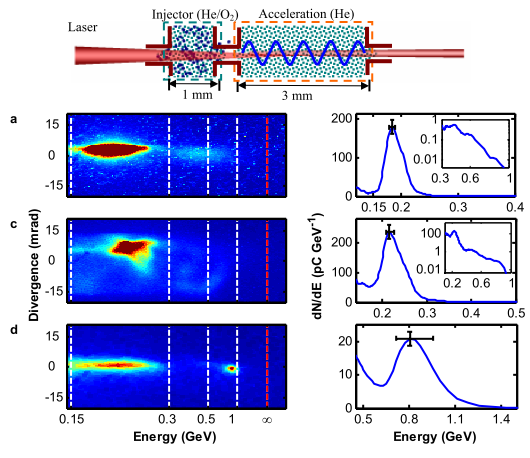 Injector (He/O2) Acceleration (He)
Laser
1 mm 3 mm
a
15
0
-15
200
100
0
0.15 0.2 0.3 0.4
1
0.1
0.01
0.3 0.6 1
c
15
0
-15
Divergence (mrad)
dN/dE (pC GeV⁻¹)
200
100
0
0.2 0.3 0.4 0.5
100
1
0.01
0.2 0.6 1
d
15
0
-15
0.15 0.3 0.5 1 ∞
Energy (GeV)
20
10
0
0.6 0.8 1.1 1.4
Energy (GeV)